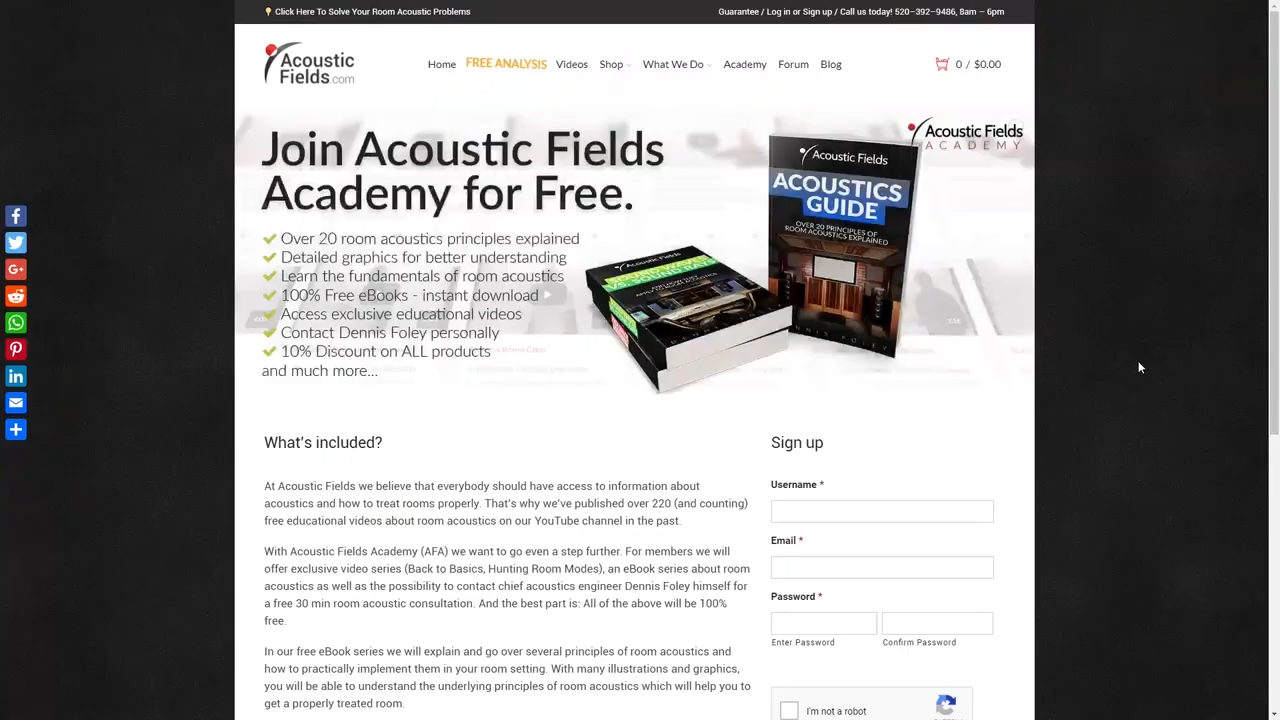 Click Here To Solve Your Room Acoustic Problems
Guarantee / Log in or Sign up / Call us today! 520–392–9486, 8am – 6pm
Acoustic
Fields.com
Home
FREE ANALYSIS
Videos
Shop
What We Do
Academy
Forum
Blog
0 / $0.00
Join Acoustic Fields
Academy for Free.
Acoustic Fields
ACADEMY
Over 20 room acoustics principles explained
Detailed graphics for better understanding
Learn the fundamentals of room acoustics
100% Free eBooks - instant download
Access exclusive educational videos
Contact Dennis Foley personally
10% Discount on ALL products
and much more...
Acoustic Fields
ACOUSTICS
GUIDE
OVER 20 PRINCIPLES OF
ROOM ACOUSTICS EXPLAINED
Acoustic Fields
What's included?
At Acoustic Fields we believe that everybody should have access to information about
acoustics and how to treat rooms properly. That's why we've published over 220 (and counting)
free educational videos about room acoustics on our YouTube channel in the past.
With Acoustic Fields Academy (AFA) we want to go even a step further. For members we will
offer exclusive video series (Back to Basics, Hunting Room Modes), an eBook series about room
acoustics as well as the possibility to contact chief acoustics engineer Dennis Foley himself for
a free 30 min room acoustic consultation. And the best part is: All of the above will be 100%
free.
In our free eBook series we will explain and go over several principles of room acoustics and
how to practically implement them in your room setting. With many illustrations and graphics,
you will be able to understand the underlying principles of room acoustics which will help you to
get a properly treated room.
Sign up
Username *
Email *
Password *
Enter Password
Confirm Password
I'm not a robot